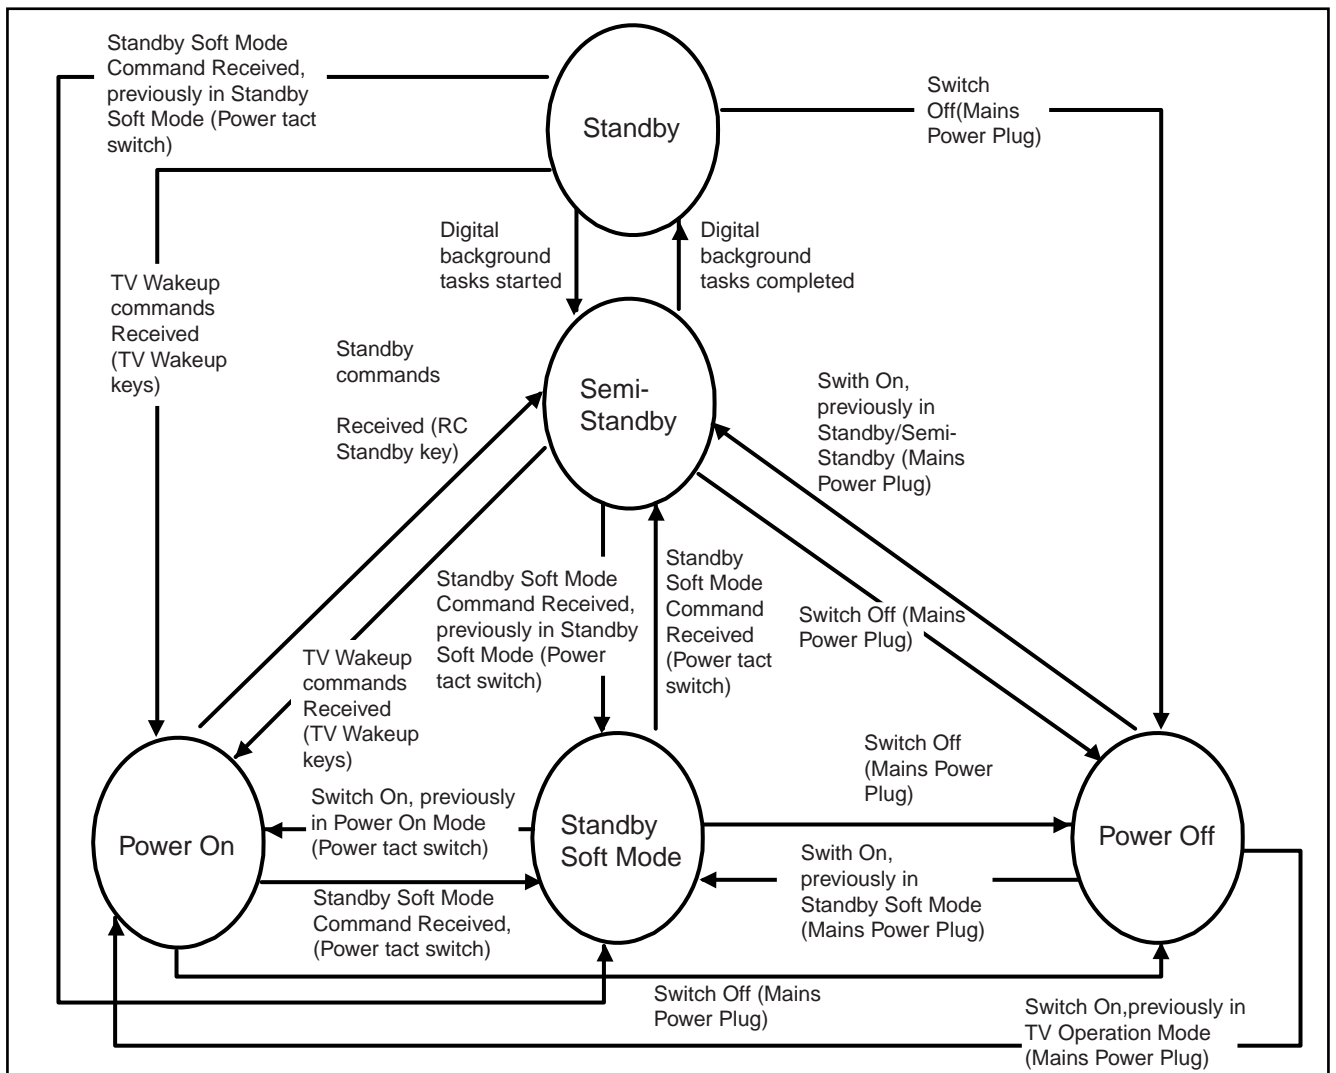 Standby Soft Mode
Command Received,
previously in Standby
Soft Mode (Power tact
switch)
Standby
Switch
Off(Mains
Power Plug)
Digital
background
tasks started
Digital
background
tasks completed
TV Wakeup
commands
Received
(TV Wakeup
keys)
Standby
commands
Received (RC
Standby key)
Semi-
Standby
Swith On,
previously in
Standby/Semi-
Standby (Mains
Power Plug)
Standby Soft Mode
Command Received,
previously in Standby
Soft Mode (Power
tact switch)
Standby
Soft Mode
Command
Received
(Power tact
switch)
Switch Off (Mains
Power Plug)
TV Wakeup
commands
Received
(TV Wakeup
keys)
Switch Off
(Mains Power
Plug)
Switch On, previously
in Power On Mode
(Power tact switch)
Power On
Standby
Soft Mode
Power Off
Swith On,
previously in
Standby Soft Mode
(Mains Power Plug)
Standby Soft Mode
Command Received,
(Power tact switch)
Switch Off (Mains
Power Plug)
Switch On,previously in
TV Operation Mode
(Mains Power Plug)